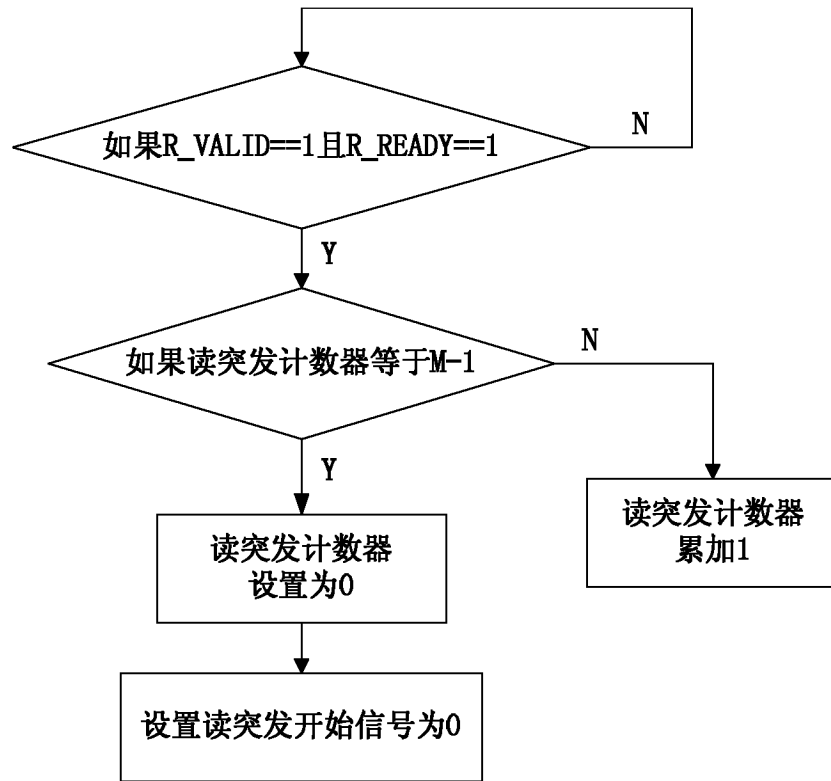 如果R_VALID==1且R_READY==1
N
Y
如果读突发计数器等于M-1
N
Y
读突发计数器
设置为0
读突发计数器
累加1
设置读突发开始信号为0